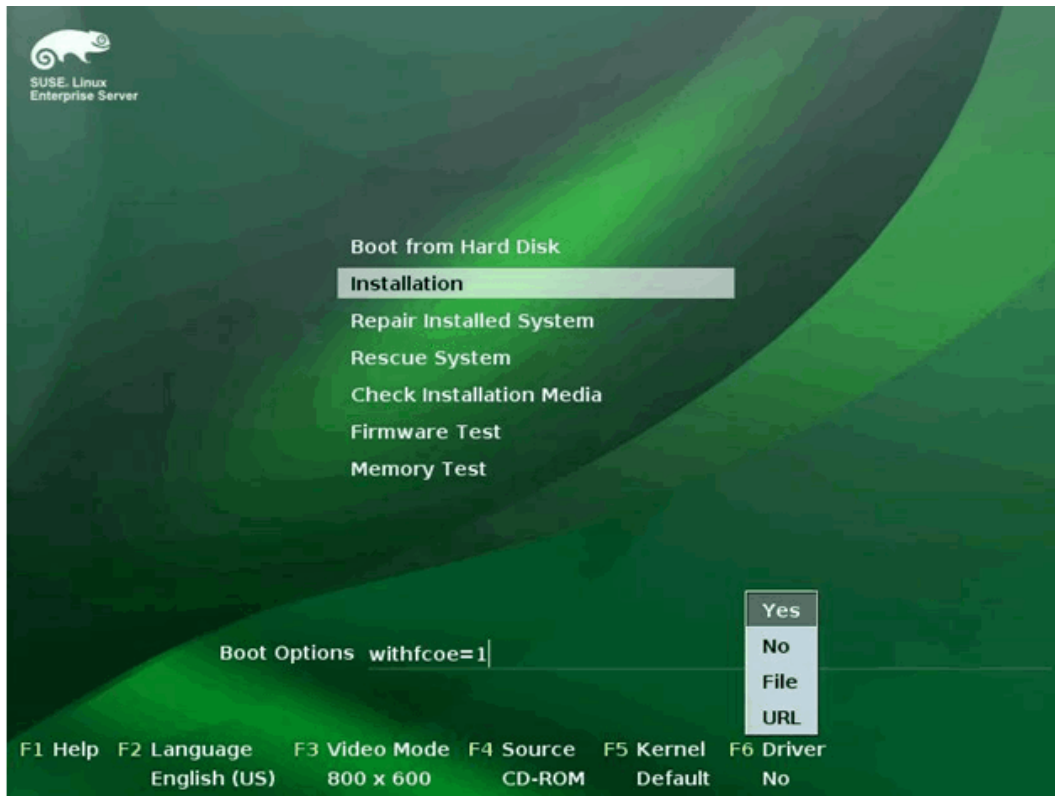 SUSE. Linux
Enterprise Server
Boot from Hard Disk
Installation
Repair Installed System
Rescue System
Check Installation Media
Firmware Test
Memory Test
Boot Options withfcoe=1
Yes
No
File
URL
F1 Help F2 Language F3 Video Mode F4 Source F5 Kernel F6 Driver
English (US) 800 x 600 CD-ROM Default No